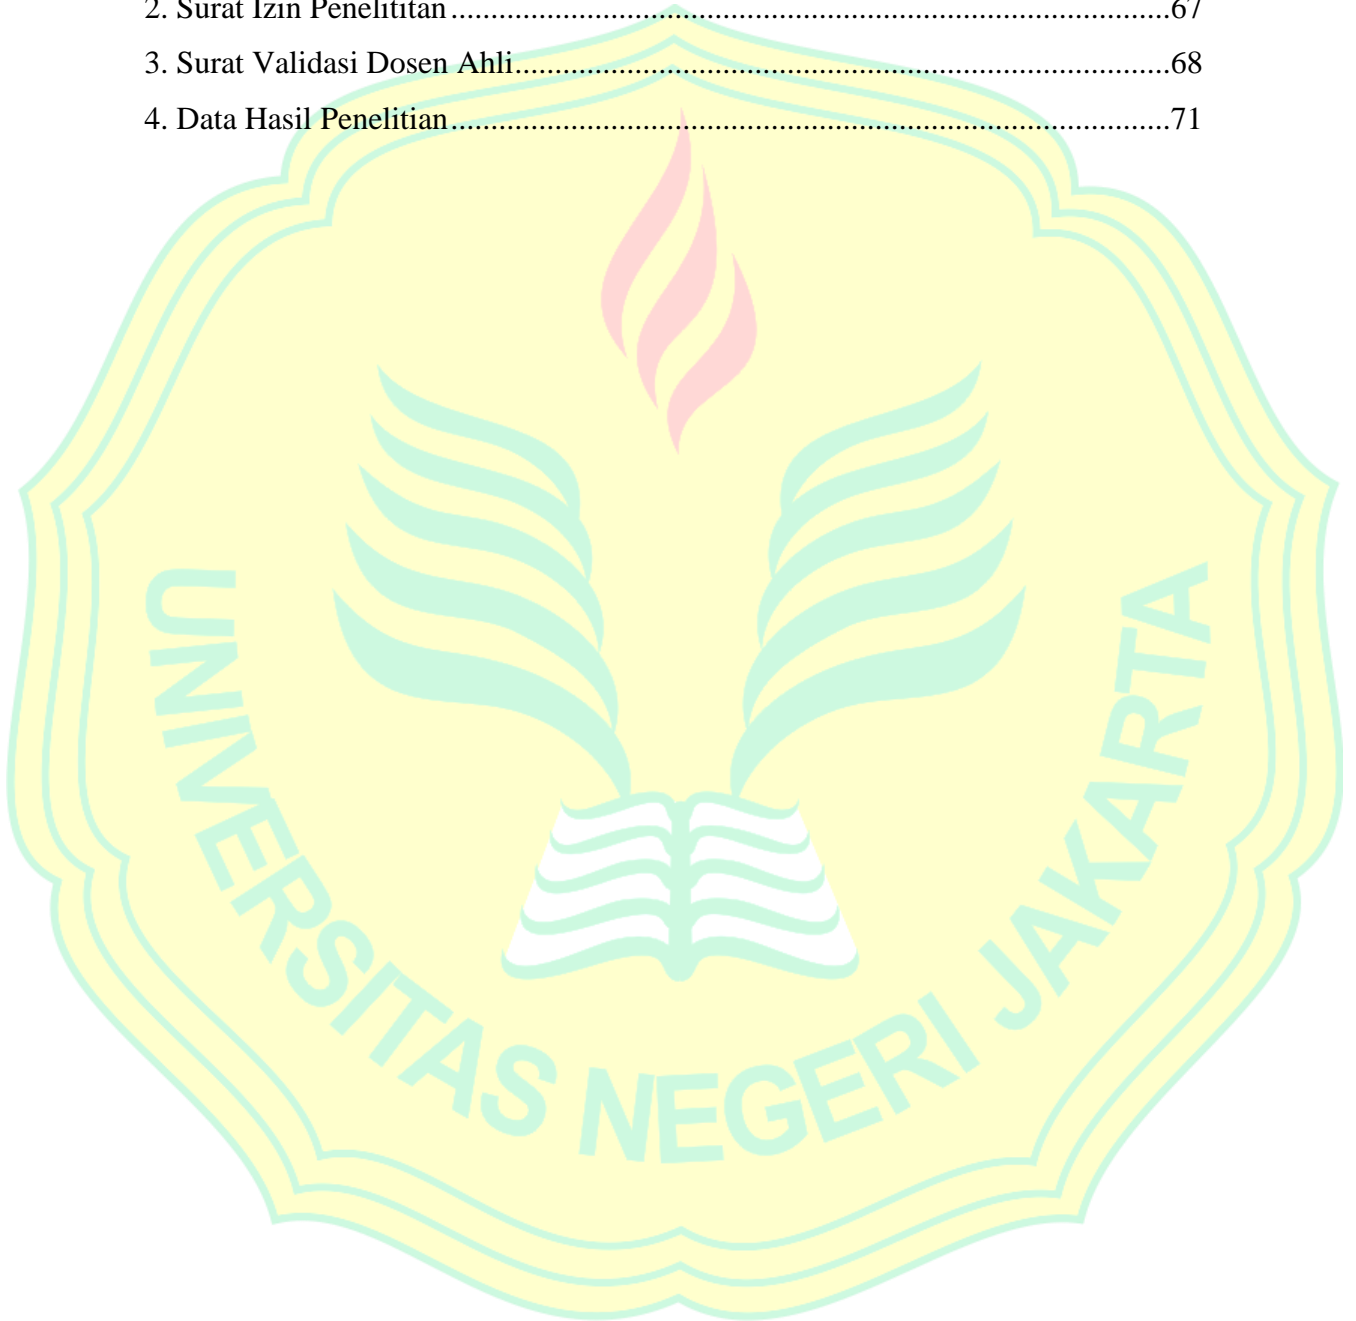 2. Surat Izin Penelititan........................................................................................67
3. Surat Validasi Dosen Ahli................................................................................68
4. Data Hasil Penelitian........................................................................................71
UNIVERSITAS NEGERI JAKARTA